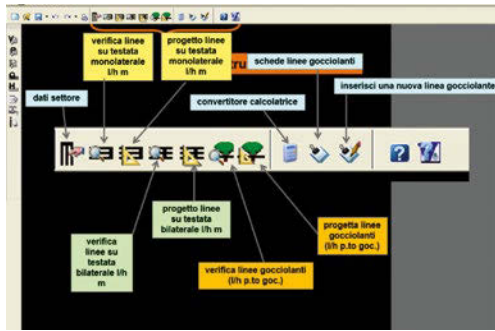 verifica linee
su testata
monolaterale
l/h m
progetto linee
su testata
monolaterale
l/h m
tru
schede linee gocciolanti
inserisci una nuova linea gocciolante
dati settore
convertitore calcolatrice
progetto linee
su testata
bilaterale l/h m
verifica
linee su
testata
bilaterale l/h
m
progetta linee
gocciolanti
(l/h p.to goc.)
verifica linee gocciolanti
(l/h p.to goc.)